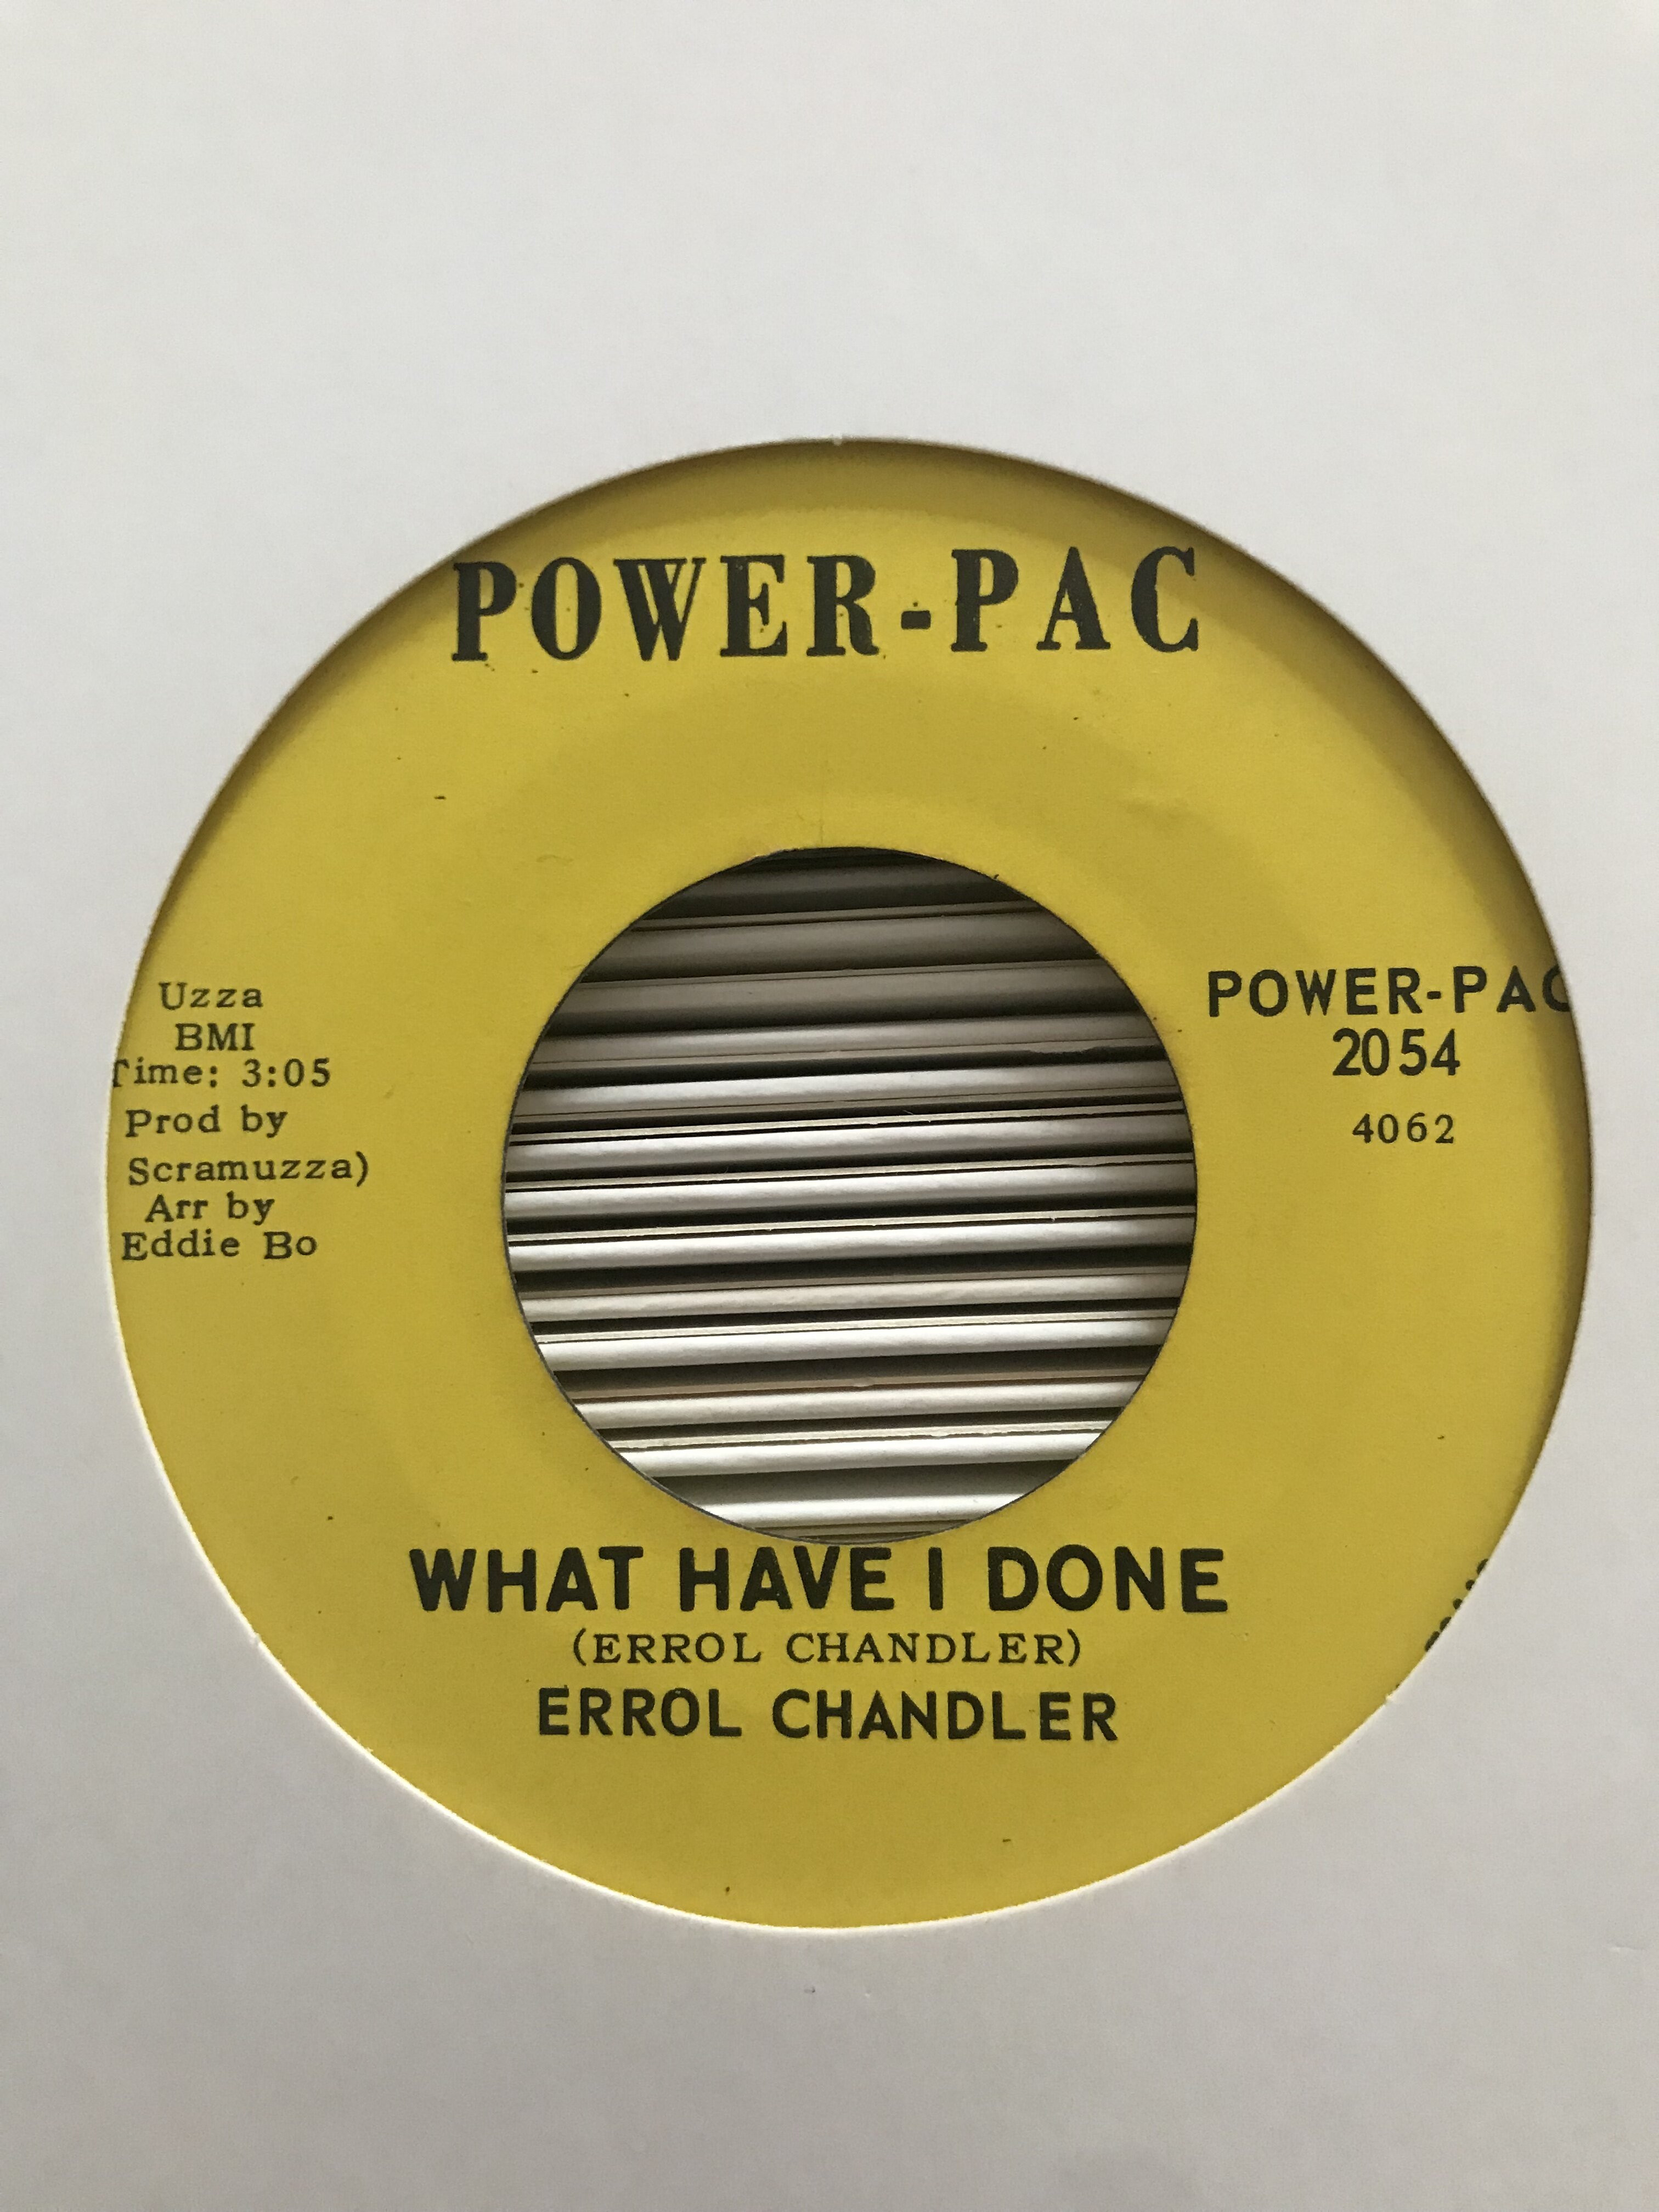 POWER-PAC
Uzza
BMI
Time: 3:05
Prod by
Scramuzza)
Arr by
Eddie Bo
POWER-PAC
2054
4062
WHAT HAVE I DONE
(ERROL CHANDLER)
ERROL CHANDLER